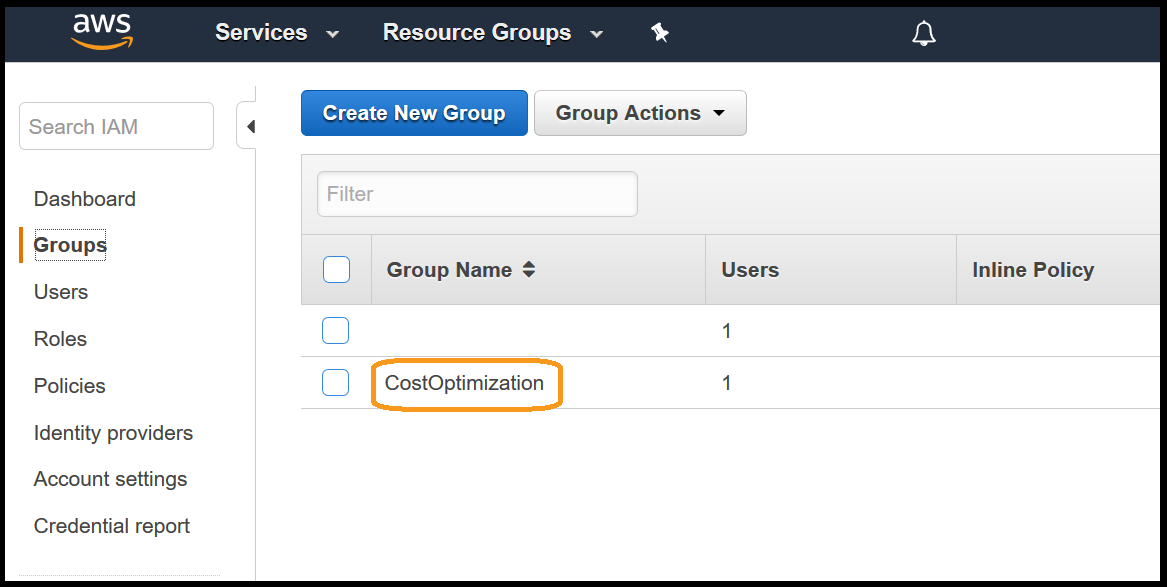 aws Services Resource Groups
Search IAM
Create New Group Group Actions
Dashboard
Groups
Users
Roles
Policies
Identity providers
Account settings
Credential report
Filter
Group Name Users Inline Policy
1
CostOptimization 1